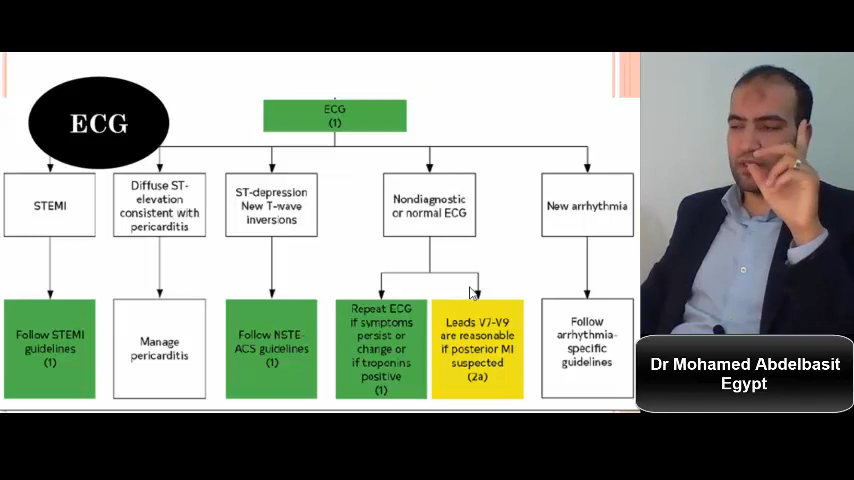 ECG
ECG
(1)
STEMI
Diffuse ST-
elevation
consistent with
pericarditis
ST-depression
New T-wave
inversions
Nondiagnostic
or normal ECG
New arrhythmia
Follow STEMI
guidelines
(1)
Manage
pericarditis
Follow NSTE-
ACS guidelines
(1)
Repeat ECG
if symptoms
persist or
change or
if troponins
positive
(1)
Leads V7-V9
are reasonable
if posterior MI
suspected
(2a)
Follow
arrhythmia-
specific
guidelines
Dr Mohamed Abdelbasit
Egypt